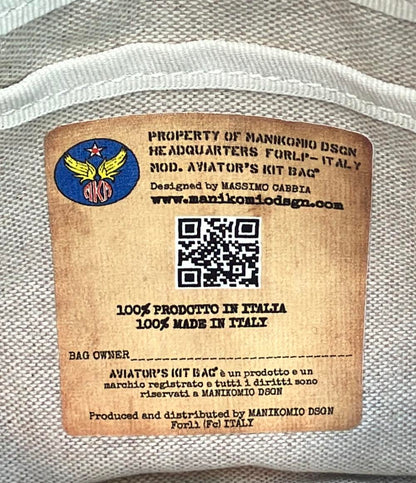 PROPERTY OF MANIKOMIO DSGN
HEADQUARTERS FORLI'- ITALY
MOD. AVIATOR'S KIT BAG®
Designed by MASSIMO CABBIA
www.manikomiodsgn.com
100% PRODOTTO IN ITALIA
100% MADE IN ITALY
BAG OWNER
AVIATOR'S KIT BAG® è un prodotto e un
marchio registrato e tutti i diritti sono
riservati a MANIKOMIO DSGN
Produced and distributed by MANIKOMIO DSGN
Forlì (Fc) ITALY